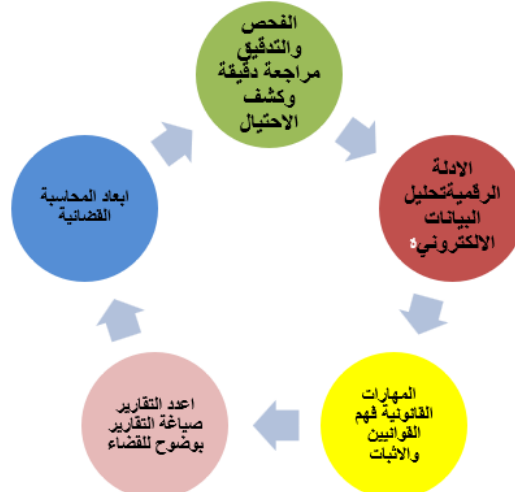 الفحص
والتدقيق
مراجعة دقيقة
وكشف
الاحتيال
الادلة
الرقميةتحليل
البيانات
الالكترونية
المهارات
القانونية فهم
القوانيين
والاثبات
اعدد التقارير
صياغة التقارير
بوضوح للقضاء
ابعاد المحاسبة
القضائية